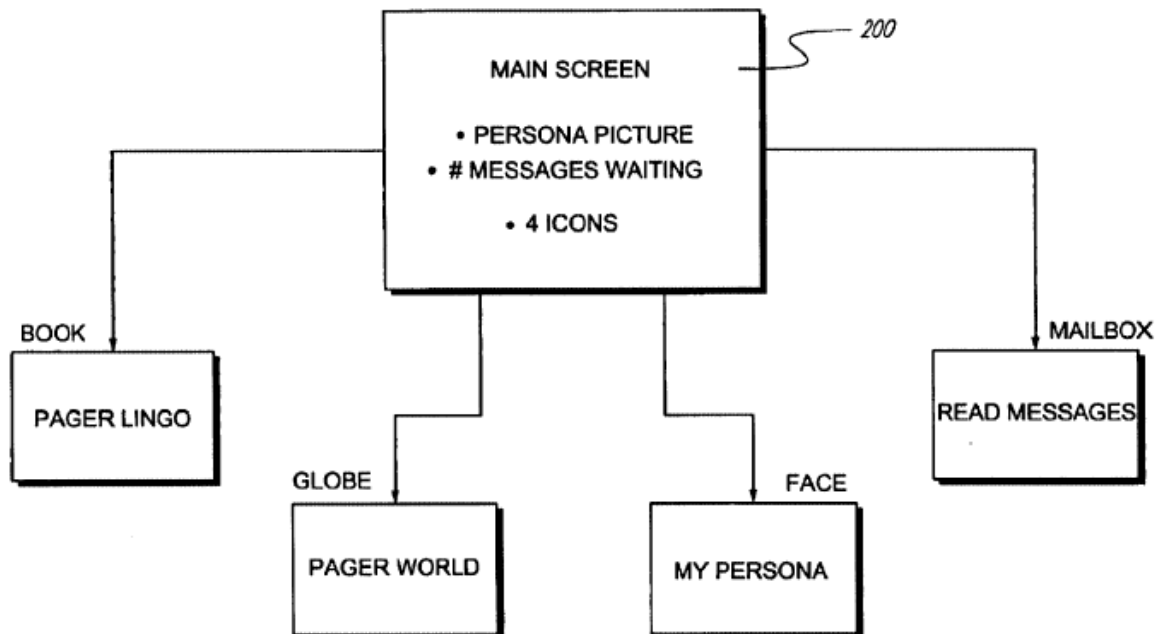 200
MAIN SCREEN
• PERSONA PICTURE
• # MESSAGES WAITING
• 4 ICONS
BOOK
PAGER LINGO
MAILBOX
READ MESSAGES
GLOBE
PAGER WORLD
FACE
MY PERSONA